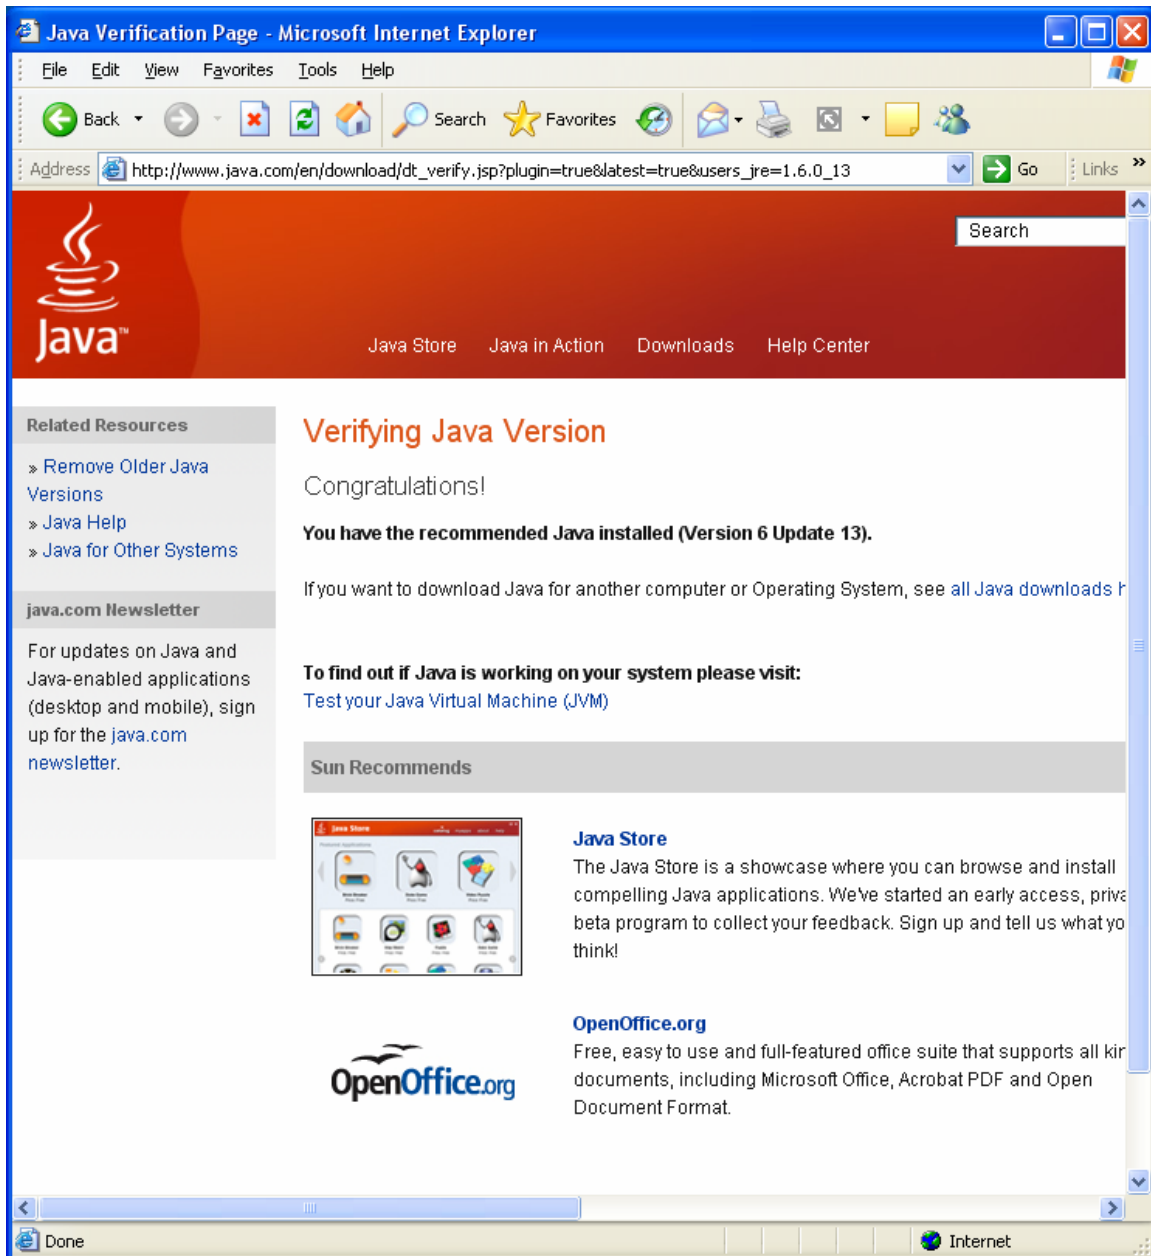 Java Verification Page - Microsoft Internet Explorer
File Edit View Favorites Tools Help
Back Search Favorites
Address http://www.java.com/en/download/dt_verify.jsp?plugin=true&latest=true&users_jre=1.6.0_13 Go Links »
Search
Java™
Java Store Java in Action Downloads Help Center
Related Resources
» Remove Older Java
Versions
» Java Help
» Java for Other Systems
java.com Newsletter
For updates on Java and
Java-enabled applications
(desktop and mobile), sign
up for the java.com
newsletter.
Verifying Java Version
Congratulations!
You have the recommended Java installed (Version 6 Update 13).
If you want to download Java for another computer or Operating System, see all Java downloads
To find out if Java is working on your system please visit:
Test your Java Virtual Machine (JVM)
Sun Recommends
Java Store
Java Store
The Java Store is a showcase where you can browse and install
compelling Java applications. We've started an early access,
beta program to collect your feedback. Sign up and tell us what
think!
OpenOffice.org
OpenOffice.org
Free, easy to use and full-featured office suite that supports all
documents, including Microsoft Office, Acrobat PDF and Open
Document Format.
Done Internet